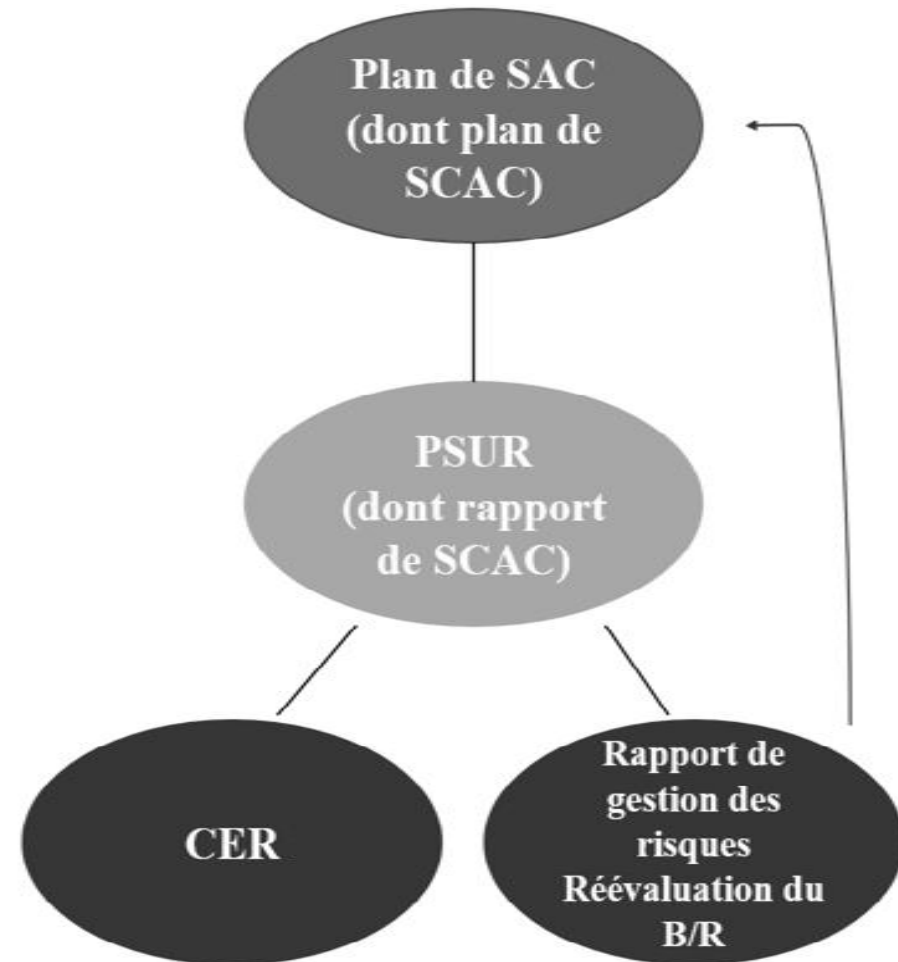 Plan de SAC
(dont plan de
SCAC)
PSUR
(dont rapport
de SCAC)
CER
Rapport de
gestion des
risques
Réévaluation du
B/R